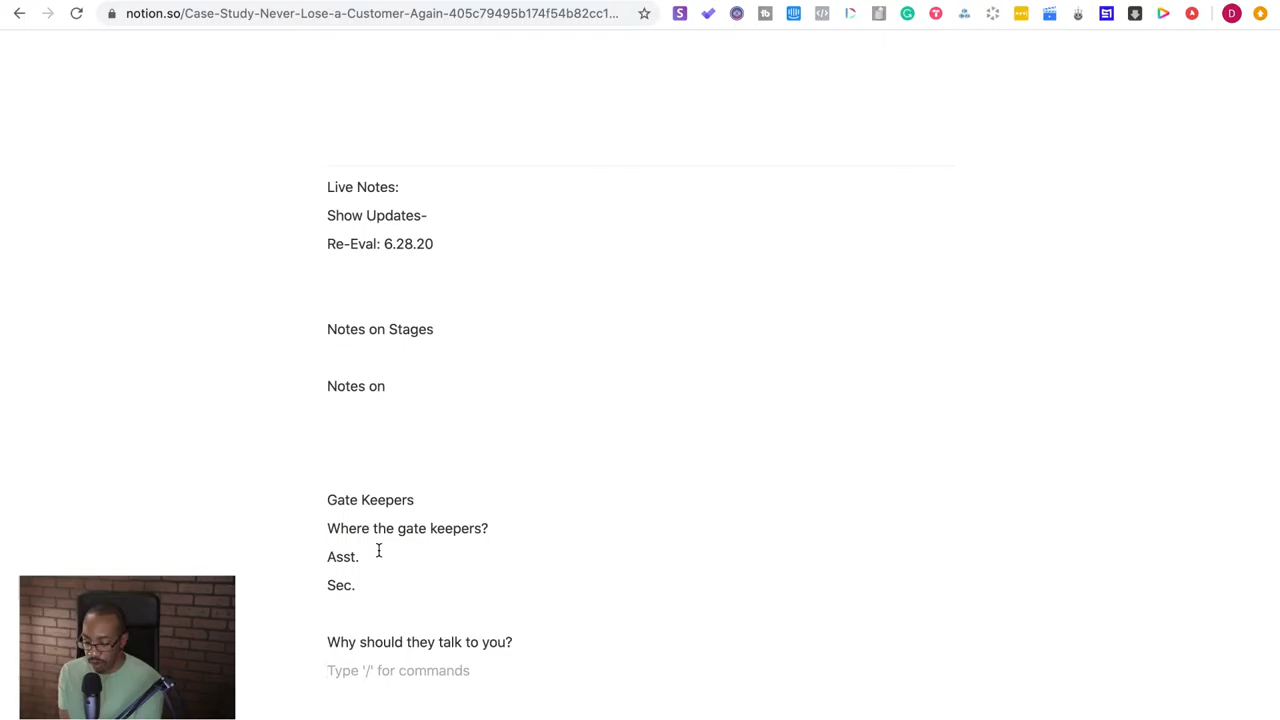 notion.so/Case-Study-Never-Lose-a-Customer-Again-405c79495b174f54b82cc1...
Live Notes:
Show Updates-
Re-Eval: 6.28.20
Notes on Stages
Notes on
Gate Keepers
Where the gate keepers?
Asst.
Sec.
Why should they talk to you?
Type '/' for commands